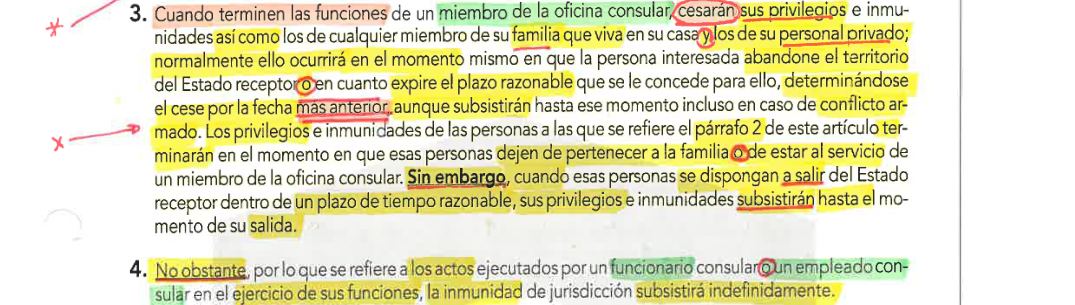 3. Cuando terminen las funciones de un miembro de la oficina consular, cesarán sus privilegios e inmu-
nidades así como los de cualquier miembro de su familia que viva en su casa y los de su personal privado;
normalmente ello ocurrirá en el momento mismo en que la persona interesada abandone el territorio
del Estado receptor o en cuanto expire el plazo razonable que se le concede para ello, determinándose
el cese por la fecha más anterior, aunque subsistirán hasta ese momento incluso en caso de conflicto ar-
mado. Los privilegios e inmunidades de las personas a las que se refiere el párrafo 2 de este artículo ter-
minarán en el momento en que esas personas dejen de pertenecer a la familia o de estar al servicio de
un miembro de la oficina consular. Sin embargo, cuando esas personas se dispongan a salir del Estado
receptor dentro de un plazo de tiempo razonable, sus privilegios e inmunidades subsistirán hasta el mo-
mento de su salida.
4. No obstante, por lo que se refiere a los actos ejecutados por un funcionario consular o un empleado con-
sular en el ejercicio de sus funciones, la inmunidad de jurisdicción subsistirá indefinidamente.